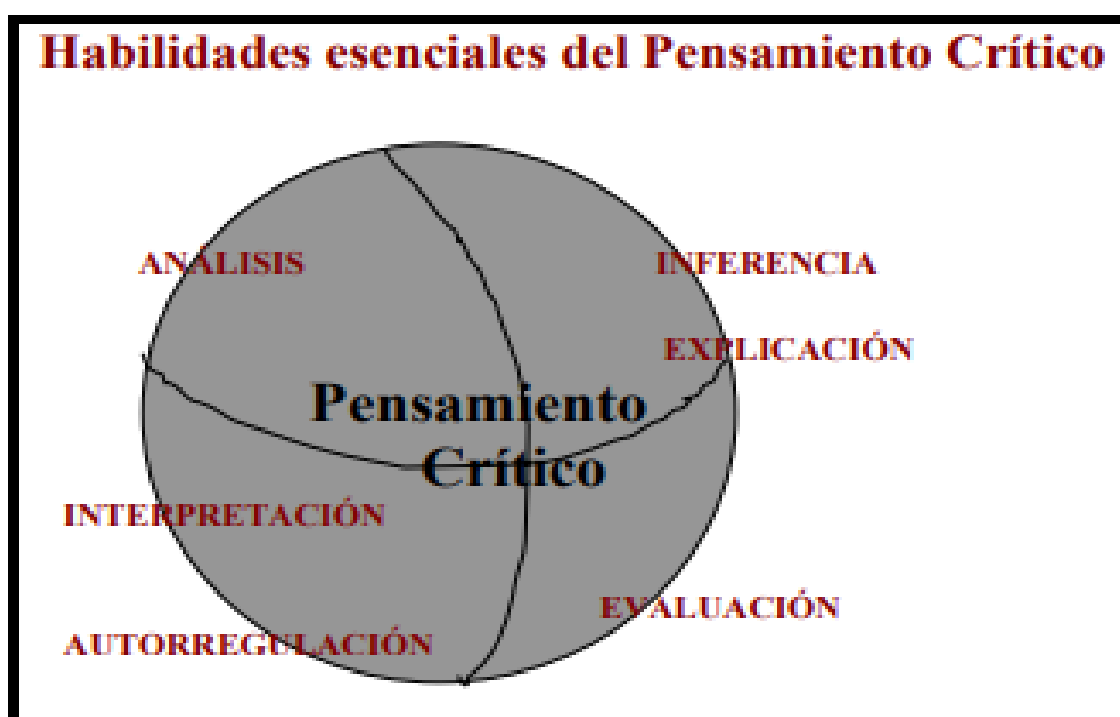 Habilidades esenciales del Pensamiento Crítico
ANÁLISIS
INFERENCIA
EXPLICACIÓN
Pensamiento
Crítico
INTERPRETACIÓN
EVALUACIÓN
AUTORREGULACIÓN